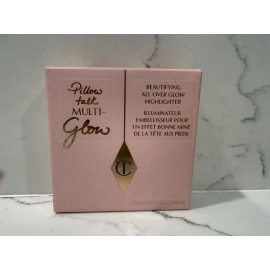 Pillow
talk
MULTI-
Glow
BEAUTIFYING
ALL OVER GLOW
HIGHLIGHTER
ILLUMINATEUR
EMBELLISSEUR POUR
UN EFFET BONNE MINE
DE LA TÊTE AUX PIEDS
CT